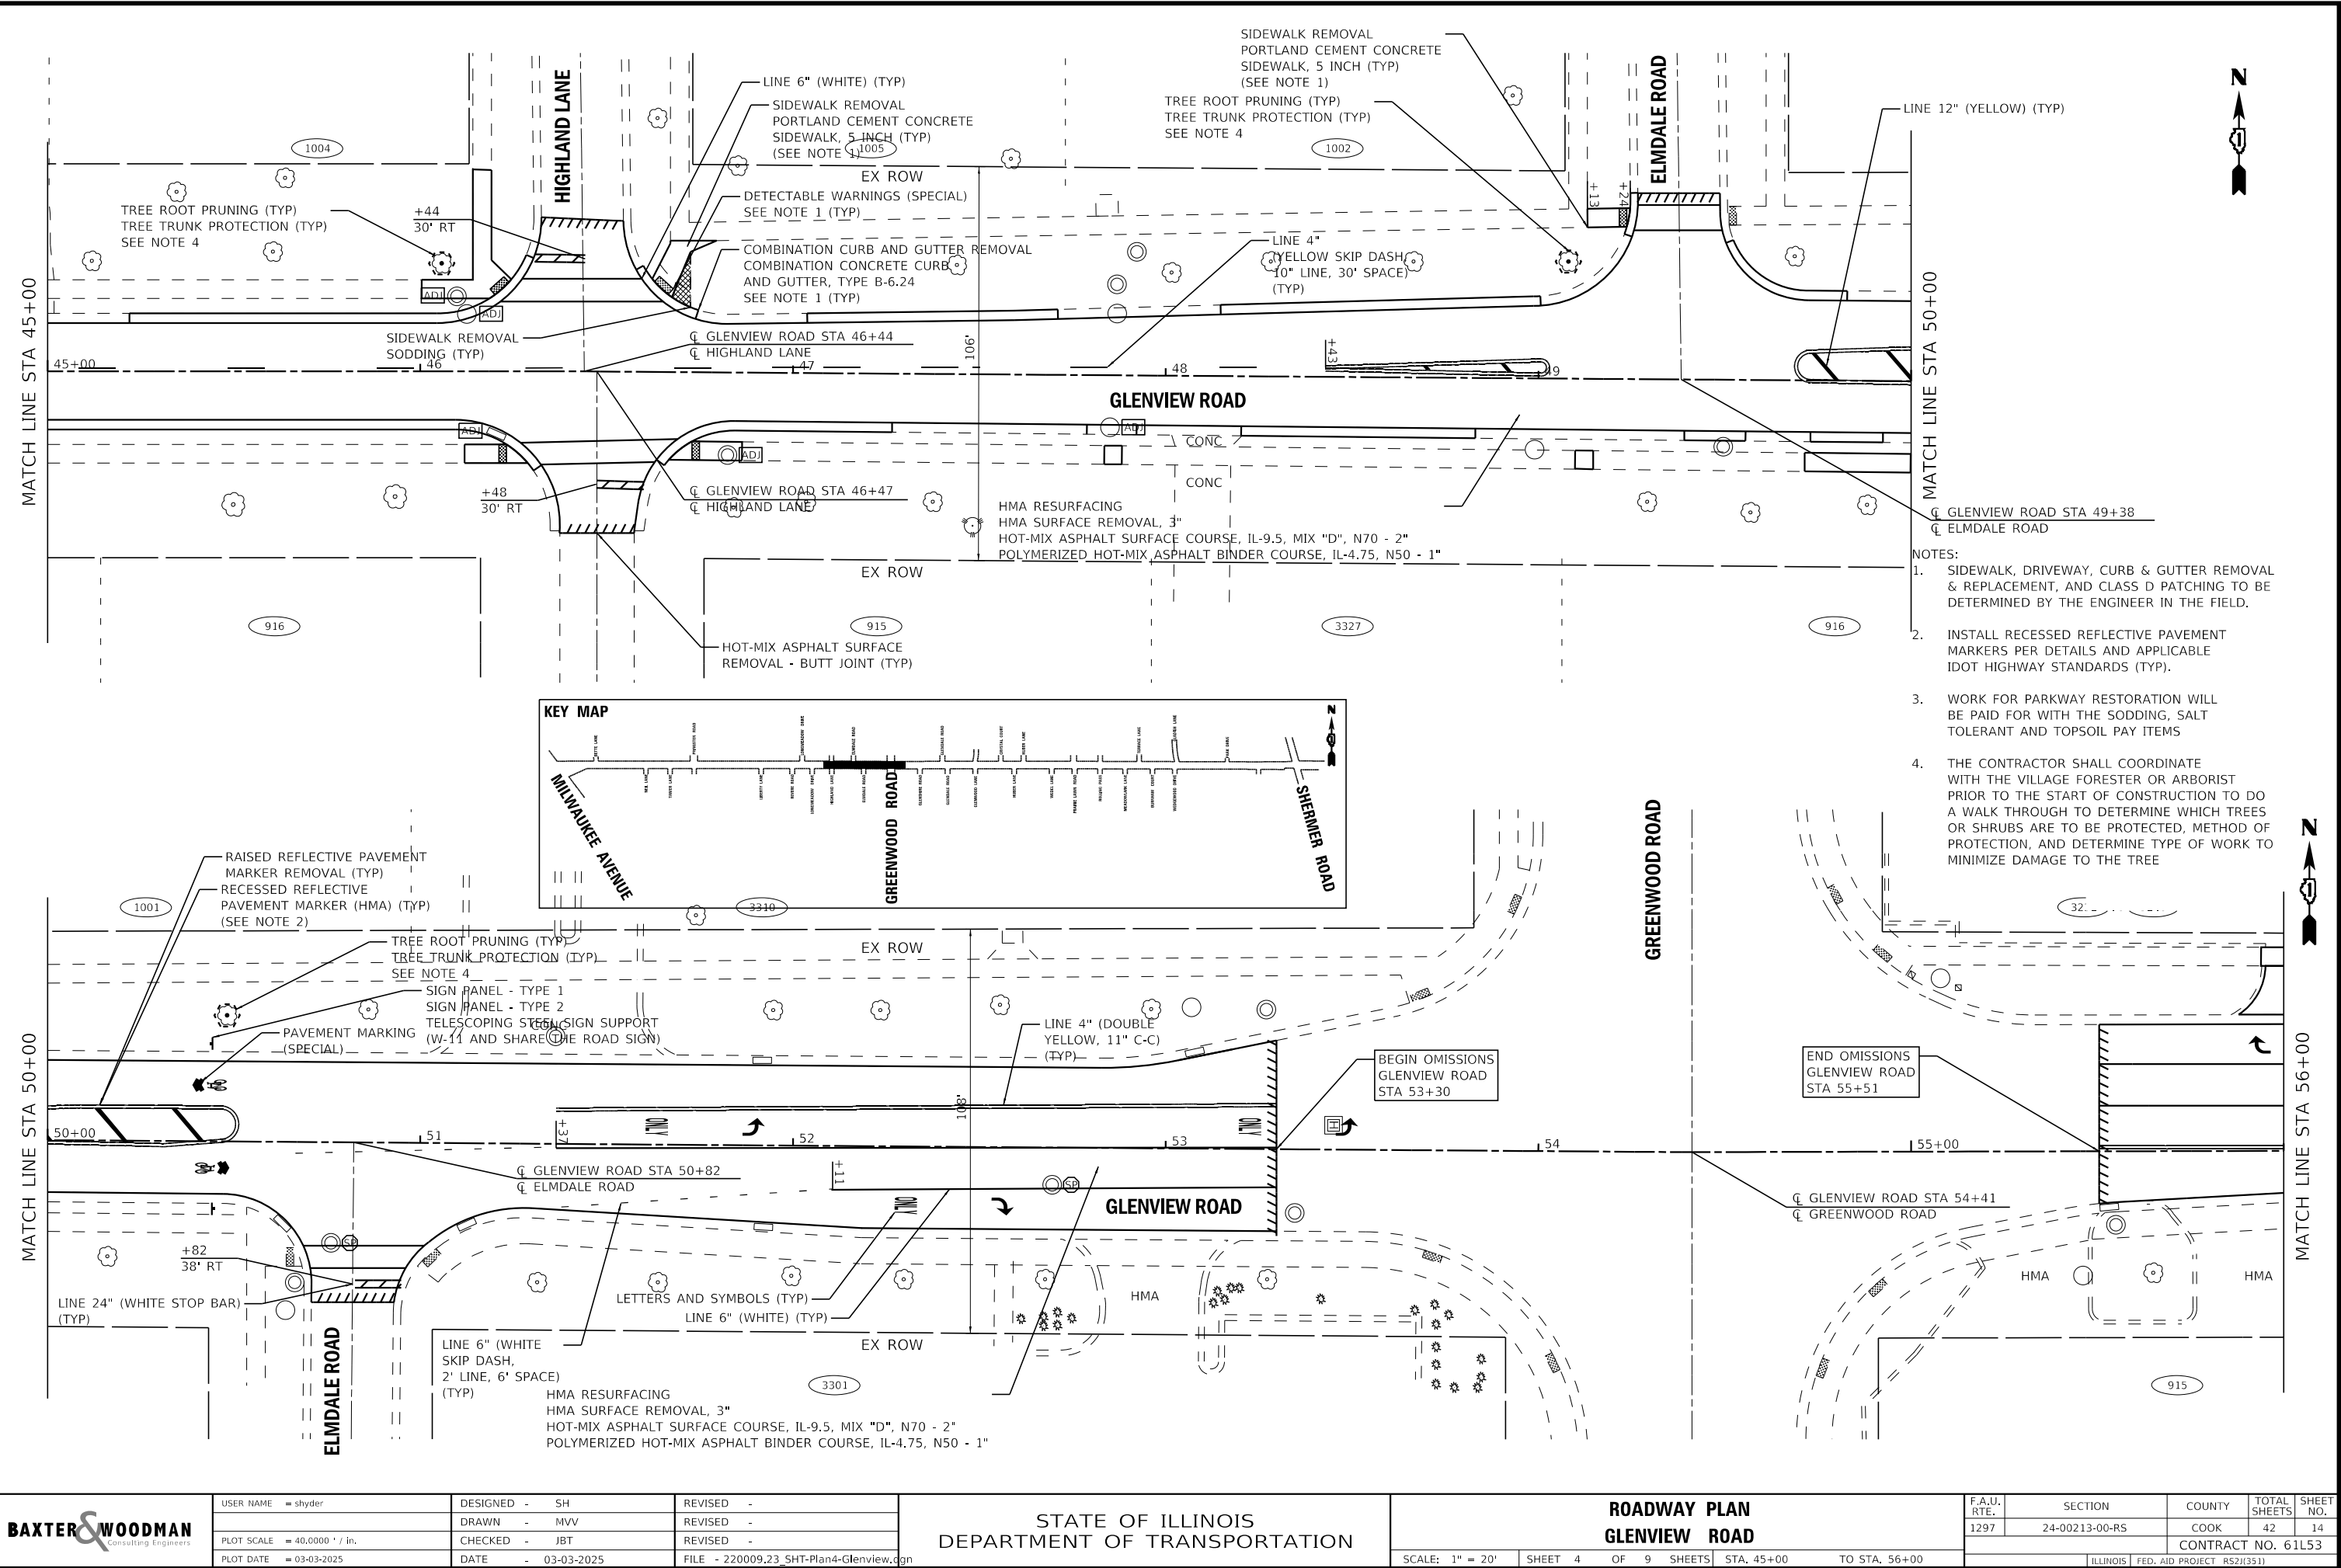 SIDEWALK REMOVAL
PORTLAND CEMENT CONCRETE
SIDEWALK, 5 INCH (TYP)
(SEE NOTE 1)
TREE ROOT PRUNING (TYP)
TREE TRUNK PROTECTION (TYP)
SEE NOTE 4
LINE 6" (WHITE) (TYP)
SIDEWALK REMOVAL
PORTLAND CEMENT CONCRETE
SIDEWALK, 5 INCH (TYP)
(SEE NOTE 1)
HIGHLAND LANE
ELMDALE ROAD
LINE 12" (YELLOW) (TYP)
N
1004
1005
1002
EX ROW
DETECTABLE WARNINGS (SPECIAL)
SEE NOTE 1 (TYP)
TREE ROOT PRUNING (TYP)
TREE TRUNK PROTECTION (TYP)
SEE NOTE 4
+44
30' RT
+13
+24
COMBINATION CURB AND GUTTER REMOVAL
COMBINATION CONCRETE CURB
AND GUTTER, TYPE B-6.24
SEE NOTE 1 (TYP)
LINE 4"
(YELLOW SKIP DASH,
10" LINE, 30' SPACE)
(TYP)
ADJ
ADJ
SIDEWALK REMOVAL
SODDING (TYP)
℄ GLENVIEW ROAD STA 46+44
℄ HIGHLAND LANE
106'
+43
MATCH LINE STA 45+00
MATCH LINE STA 50+00
45+00
46
47
48
49
GLENVIEW ROAD
ADJ
ADJ
ADJ
CONC
CONC
+48
30' RT
℄ GLENVIEW ROAD STA 46+47
℄ HIGHLAND LANE
HMA RESURFACING
HMA SURFACE REMOVAL, 3"
HOT-MIX ASPHALT SURFACE COURSE, IL-9.5, MIX "D", N70 - 2"
POLYMERIZED HOT-MIX ASPHALT BINDER COURSE, IL-4.75, N50 - 1"
℄ GLENVIEW ROAD STA 49+38
℄ ELMDALE ROAD
EX ROW
916
915
3327
916
HOT-MIX ASPHALT SURFACE
REMOVAL - BUTT JOINT (TYP)
NOTES:
1. SIDEWALK, DRIVEWAY, CURB & GUTTER REMOVAL
& REPLACEMENT, AND CLASS D PATCHING TO BE
DETERMINED BY THE ENGINEER IN THE FIELD.
2. INSTALL RECESSED REFLECTIVE PAVEMENT
MARKERS PER DETAILS AND APPLICABLE
IDOT HIGHWAY STANDARDS (TYP).
3. WORK FOR PARKWAY RESTORATION WILL
BE PAID FOR WITH THE SODDING, SALT
TOLERANT AND TOPSOIL PAY ITEMS
4. THE CONTRACTOR SHALL COORDINATE
WITH THE VILLAGE FORESTER OR ARBORIST
PRIOR TO THE START OF CONSTRUCTION TO DO
A WALK THROUGH TO DETERMINE WHICH TREES
OR SHRUBS ARE TO BE PROTECTED, METHOD OF
PROTECTION, AND DETERMINE TYPE OF WORK TO
MINIMIZE DAMAGE TO THE TREE
KEY MAP
N
MILWAUKEE AVENUE
GREENWOOD ROAD
SHERMER ROAD
GREENWOOD ROAD
N
RAISED REFLECTIVE PAVEMENT
MARKER REMOVAL (TYP)
RECESSED REFLECTIVE
PAVEMENT MARKER (HMA) (TYP)
(SEE NOTE 2)
1001
3310
TREE ROOT PRUNING (TYP)
TREE TRUNK PROTECTION (TYP)
SEE NOTE 4
EX ROW
SIGN PANEL - TYPE 1
SIGN PANEL - TYPE 2
TELESCOPING STEEL SIGN SUPPORT
(W-11 AND SHARE THE ROAD SIGN)
CONC
PAVEMENT MARKING
(SPECIAL)
LINE 4" (DOUBLE
YELLOW, 11" C-C)
(TYP)
BEGIN OMISSIONS
GLENVIEW ROAD
STA 53+30
END OMISSIONS
GLENVIEW ROAD
STA 55+51
108'
MATCH LINE STA 50+00
MATCH LINE STA 56+00
50+00
51
+37
ONLY
52
53
ONLY
H
54
55+00
℄ GLENVIEW ROAD STA 50+82
℄ ELMDALE ROAD
+11
ONLY
SP
GLENVIEW ROAD
℄ GLENVIEW ROAD STA 54+41
℄ GREENWOOD ROAD
SP
+82
38' RT
LINE 24" (WHITE STOP BAR)
(TYP)
LETTERS AND SYMBOLS (TYP)
LINE 6" (WHITE) (TYP)
HMA
HMA
HMA
ELMDALE ROAD
LINE 6" (WHITE
SKIP DASH,
2' LINE, 6' SPACE)
(TYP)
EX ROW
3301
915
HMA RESURFACING
HMA SURFACE REMOVAL, 3"
HOT-MIX ASPHALT SURFACE COURSE, IL-9.5, MIX "D", N70 - 2"
POLYMERIZED HOT-MIX ASPHALT BINDER COURSE, IL-4.75, N50 - 1"
BAXTER & WOODMAN
Consulting Engineers
USER NAME = shyder
PLOT SCALE = 40.0000 ' / in.
PLOT DATE = 03-03-2025
DESIGNED - SH
DRAWN - MVV
CHECKED - JBT
DATE - 03-03-2025
REVISED -
REVISED -
REVISED -
FILE - 220009.23_SHT-Plan4-Glenview.dgn
STATE OF ILLINOIS
DEPARTMENT OF TRANSPORTATION
ROADWAY PLAN
GLENVIEW ROAD
SCALE: 1" = 20' SHEET 4 OF 9 SHEETS STA. 45+00 TO STA. 56+00
F.A.U. RTE. SECTION COUNTY TOTAL SHEETS SHEET NO.
1297 24-00213-00-RS COOK 42 14
CONTRACT NO. 61L53
ILLINOIS FED. AID PROJECT RS2J(351)